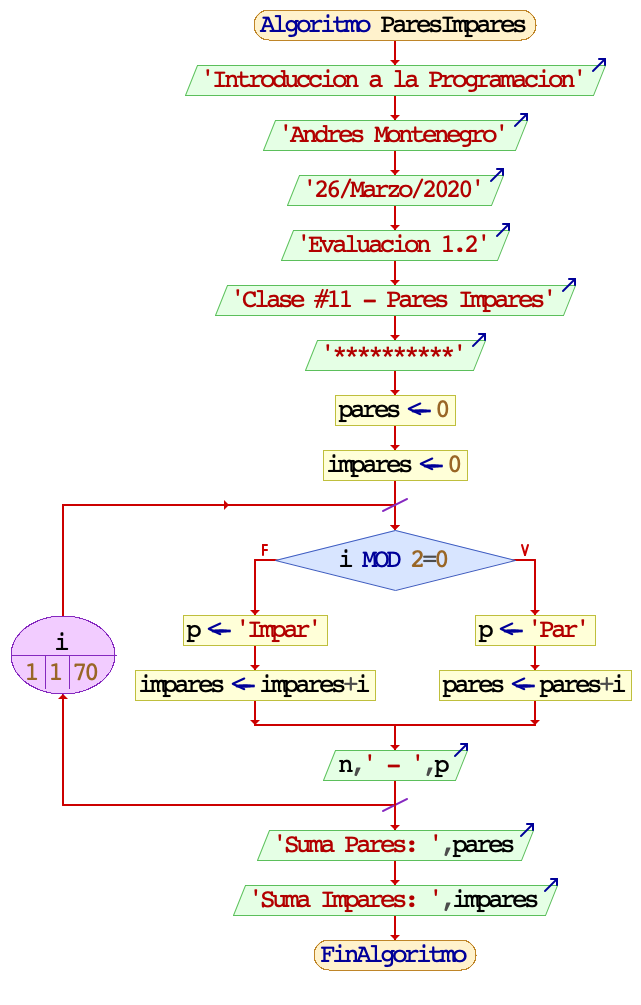 Algoritmo ParesImpares
'Introduccion a la Programacion'
'Andres Montenegro'
'26/Marzo/2020'
'Evaluacion 1.2'
'Clase #11 - Pares Impares'
'**********'
pares ← 0
impares ← 0
F
V
i MOD 2=0
p ← 'Impar'
p ← 'Par'
i
1 1 70
impares ← impares+i
pares ← pares+i
n,' - ',p
'Suma Pares: ',pares
'Suma Impares: ',impares
FinAlgoritmo